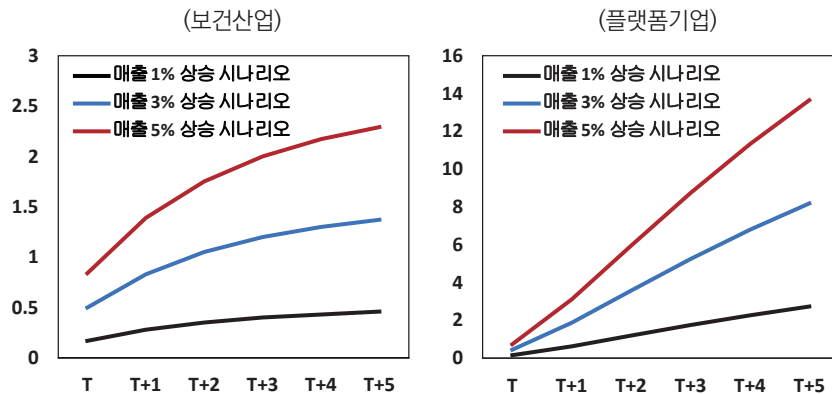 (보건산업)
3
2.5
2
1.5
1
0.5
0
매출 1% 상승 시나리오
매출 3% 상승 시나리오
매출 5% 상승 시나리오
T T+1 T+2 T+3 T+4 T+5
(플랫폼기업)
16
14
12
10
8
6
4
2
0
매출 1% 상승 시나리오
매출 3% 상승 시나리오
매출 5% 상승 시나리오
T T+1 T+2 T+3 T+4 T+5